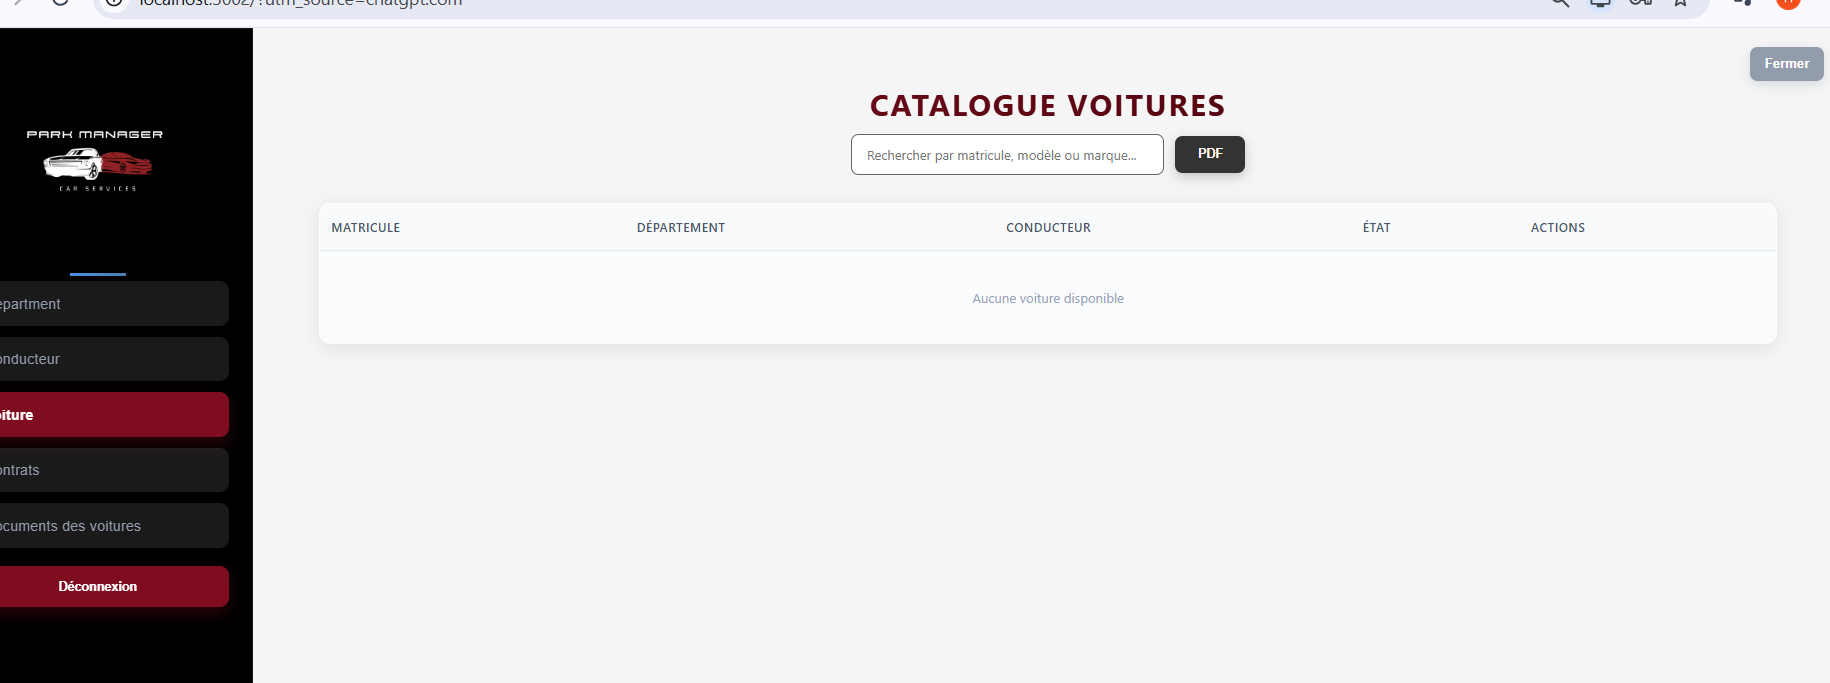 localhost:3002/?utm_source=chatgpt.com
Fermer
PARK MANAGER
CAR SERVICES
CATALOGUE VOITURES
Rechercher par matricule, modèle ou marque...
PDF
MATRICULE DÉPARTEMENT CONDUCTEUR ÉTAT ACTIONS
Aucune voiture disponible
epartment
onducteur
oiture
ontrats
ocuments des voitures
Déconnexion